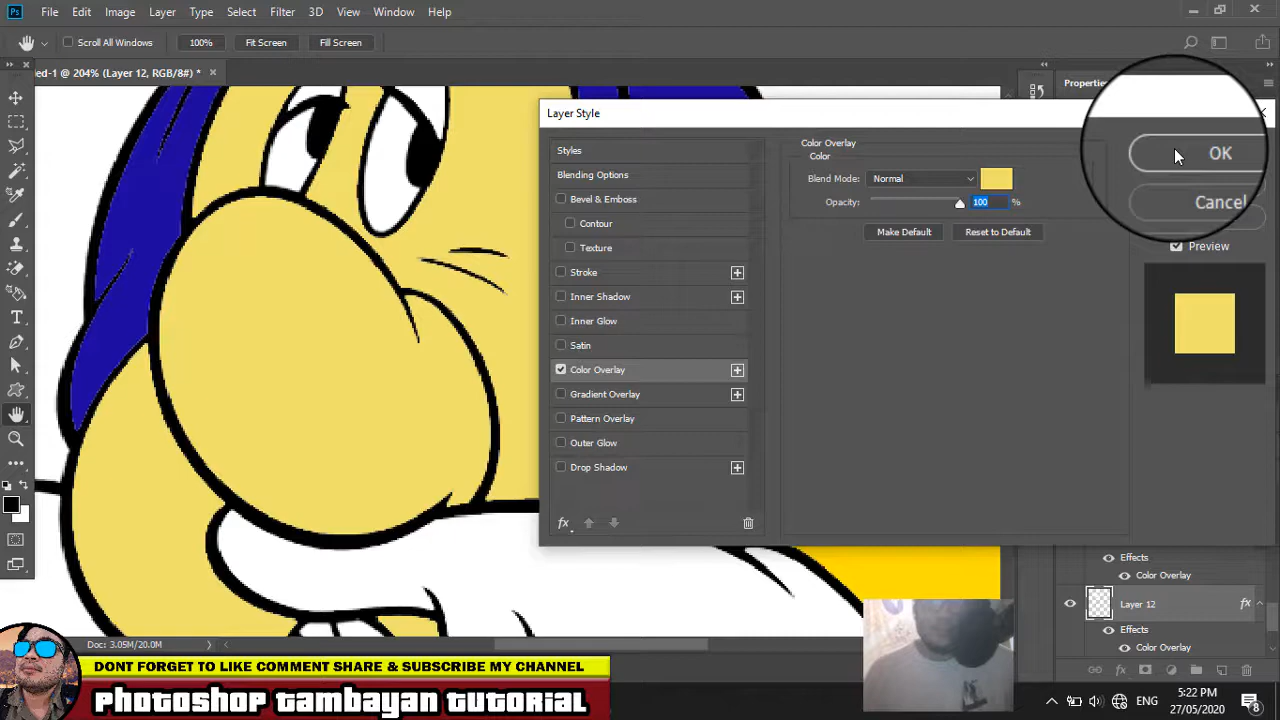 Ps File Edit Image Layer Type Select Filter 3D View Window Help
Scroll All Windows 100% Fit Screen Fill Screen
ed-1 @ 204% (Layer 12, RGB/8#) * ×
Properties
Layer Style
Styles
Blending Options
Bevel & Emboss
Contour
Texture
Stroke
Inner Shadow
Inner Glow
Satin
Color Overlay
Gradient Overlay
Pattern Overlay
Outer Glow
Drop Shadow
fx
Color Overlay
Color
Blend Mode: Normal
Opacity: 100 %
Make Default Reset to Default
OK
Cancel
Preview
Effects
Color Overlay
Layer 12 fx
Effects
Color Overlay
fx
Doc: 3.05M/20.0M
DONT FORGET TO LIKE COMMENT SHARE & SUBSCRIBE MY CHANNEL
PHOTOSHOP TAMBAYAN TUTORIAL
ENG 5:22 PM
27/05/2020 8